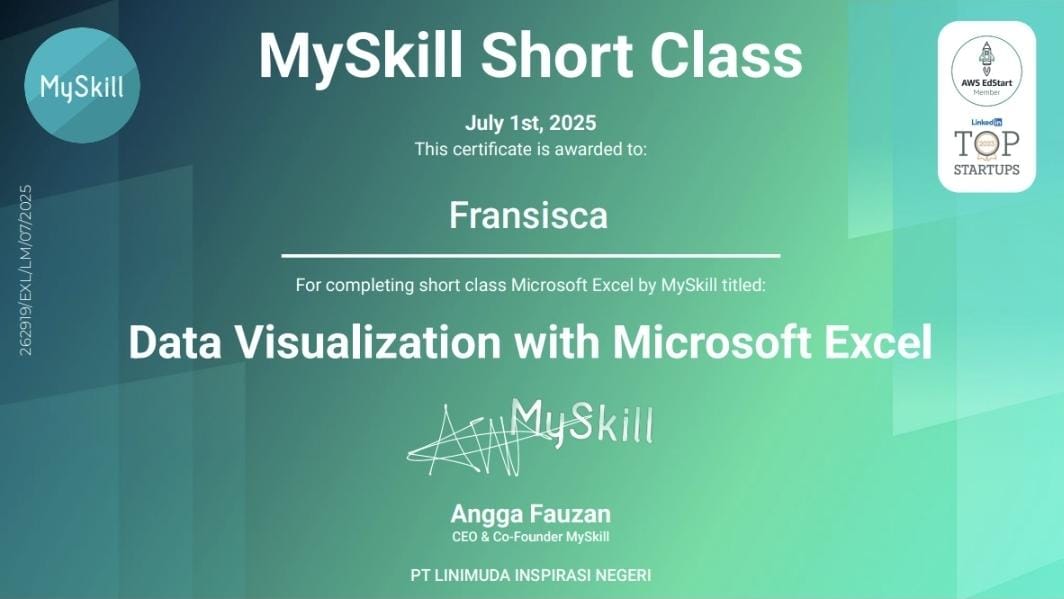 MySkill
MySkill Short Class
AWS EdStart
Member
LinkedIn
2023
TOP
STARTUPS
July 1st, 2025
This certificate is awarded to:
Fransisca
262919/EXL/LM/07/2025
For completing short class Microsoft Excel by MySkill titled:
Data Visualization with Microsoft Excel
MySkill
Angga Fauzan
CEO & Co-Founder MySkill
PT LINIMUDA INSPIRASI NEGERI